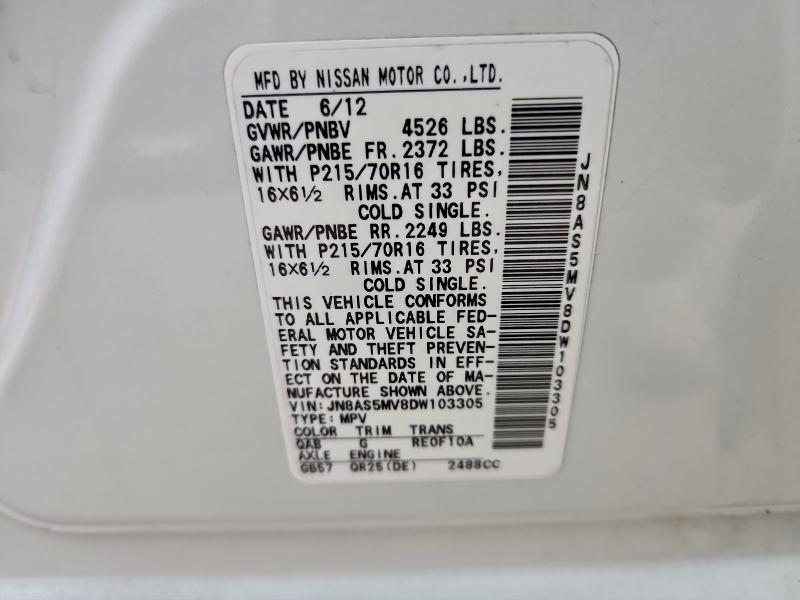 MFD BY NISSAN MOTOR CO.,LTD.
DATE 6/12
GVWR/PNBV 4526 LBS.
GAWR/PNBE FR.2372 LBS.
WITH P215/70R16 TIRES,
16×6½ RIMS.AT 33 PSI
COLD SINGLE.
GAWR/PNBE RR.2249 LBS.
WITH P215/70R16 TIRES,
16×6½ RIMS.AT 33 PSI
COLD SINGLE.
THIS VEHICLE CONFORMS
TO ALL APPLICABLE FED-
ERAL MOTOR VEHICLE SA-
FETY AND THEFT PREVEN-
TION STANDARDS IN EFF-
ECT ON THE DATE OF MA-
NUFACTURE SHOWN ABOVE.
VIN:JN8AS5MV8DW103305
TYPE:MPV
COLOR TRIM TRANS
QAB G RE0F10A
AXLE ENGINE
GB57 QR25(DE) 2488CC
JN8AS5MV8DW103305